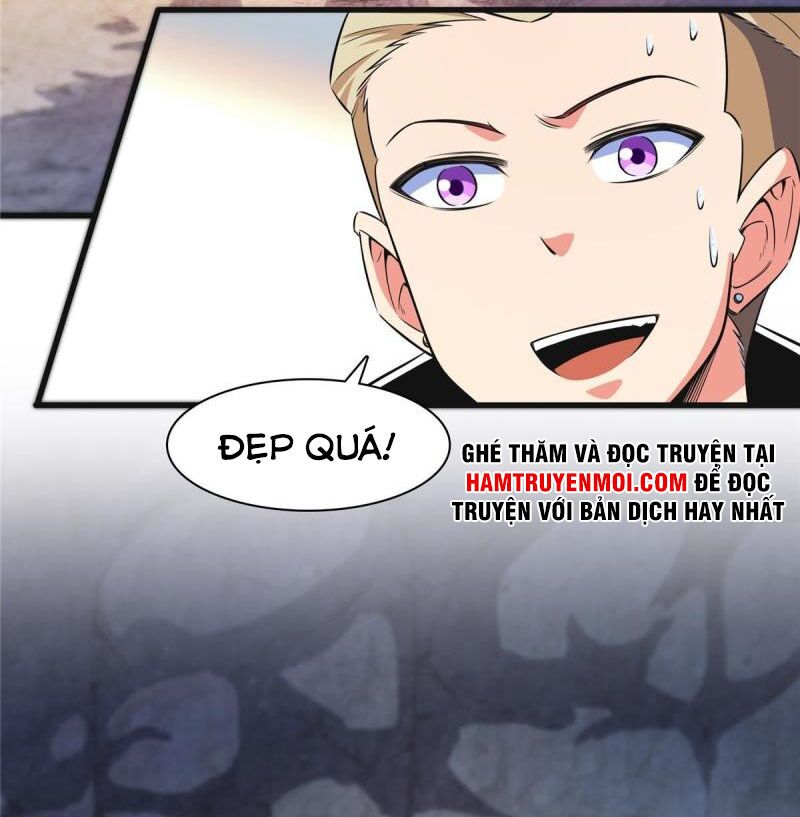 ĐẸP QUÁ!
GHÉ THĂM VÀ ĐỌC TRUYỆN TẠI
HAMTRUYENMOI.COM ĐỂ ĐỌC
TRUYỆN VỚI BẢN DỊCH HAY NHẤT